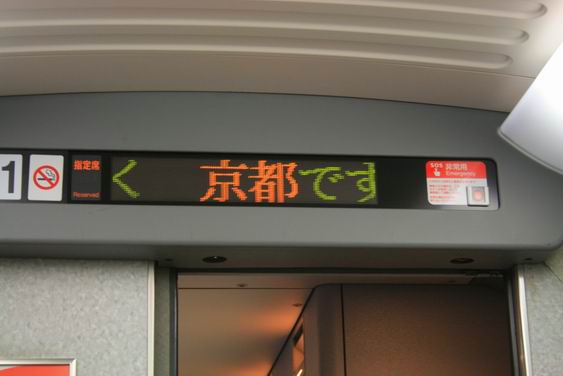 1
指定席
Reserved
く 京都です
SOS 非常用
Emergency